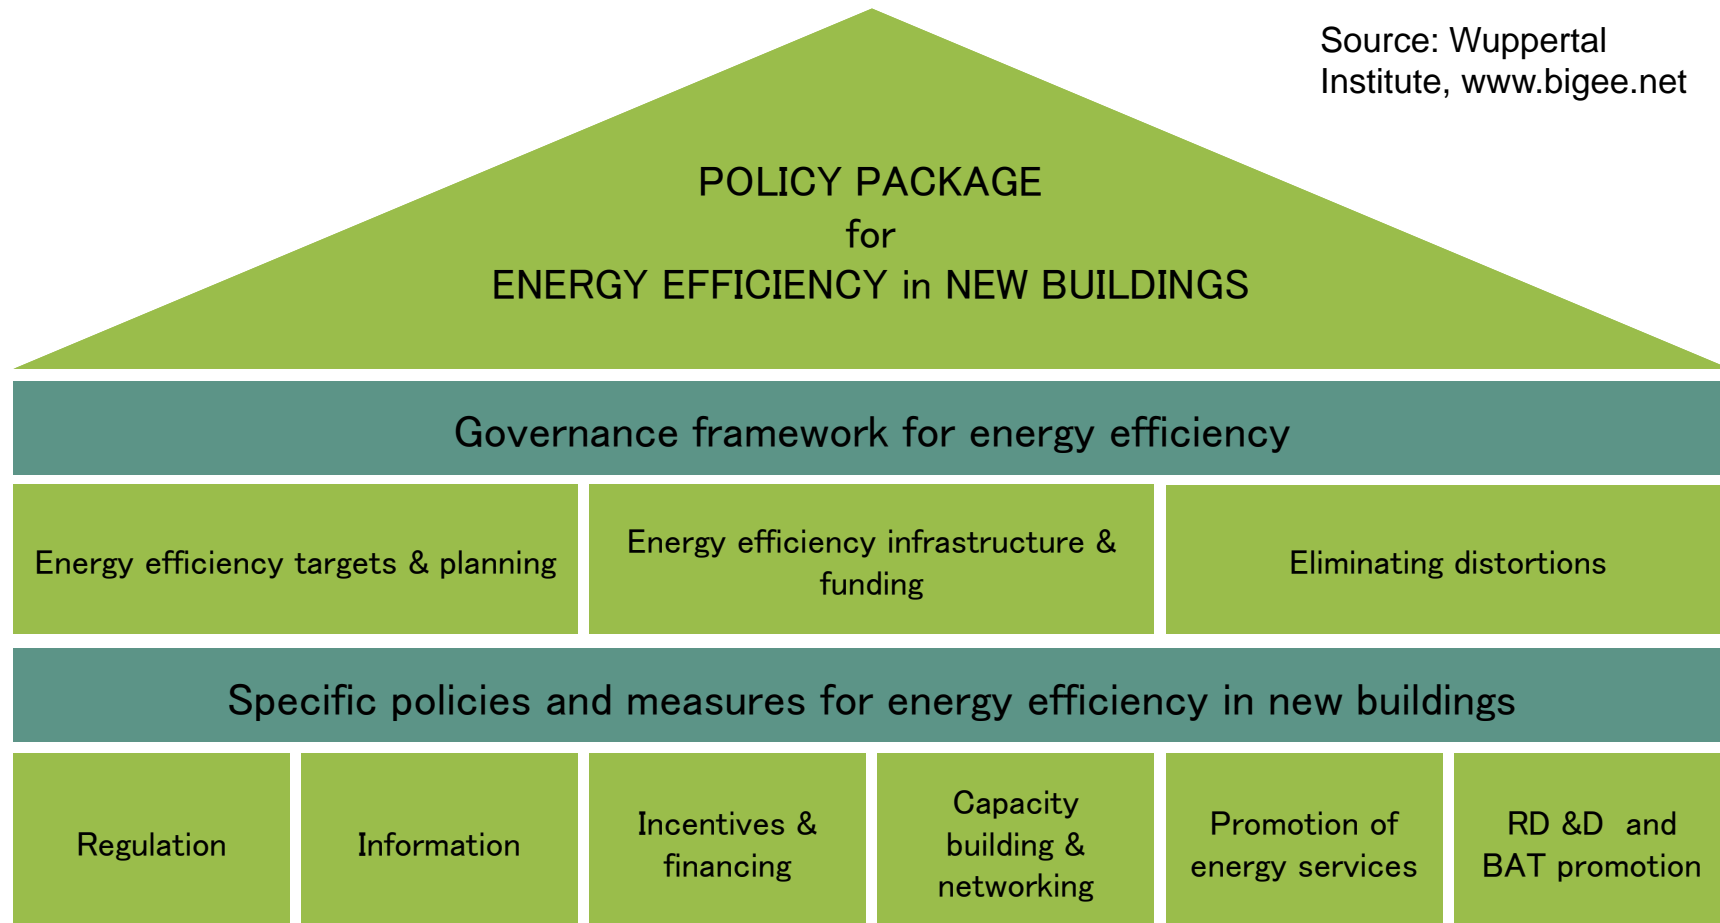 Source: Wuppertal
Institute, www.bigee.net
POLICY PACKAGE
for
ENERGY EFFICIENCY in NEW BUILDINGS
Governance framework for energy efficiency
Energy efficiency targets & planning
Energy efficiency infrastructure &
funding
Eliminating distortions
Specific policies and measures for energy efficiency in new buildings
Regulation
Information
Incentives &
financing
Capacity
building &
networking
Promotion of
energy services
RD &D and
BAT promotion